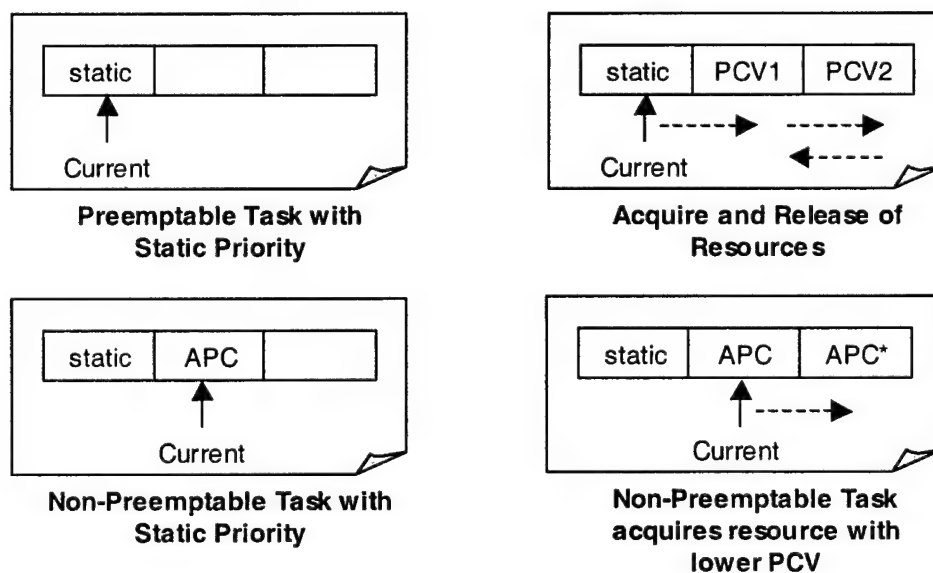 static
Current
Preemptable Task with
Static Priority
static PCV1 PCV2
Current
Acquire and Release of
Resources
static APC
Current
Non-Preemptable Task with
Static Priority
static APC APC*
Current
Non-Preemptable Task
acquires resource with
lower PCV